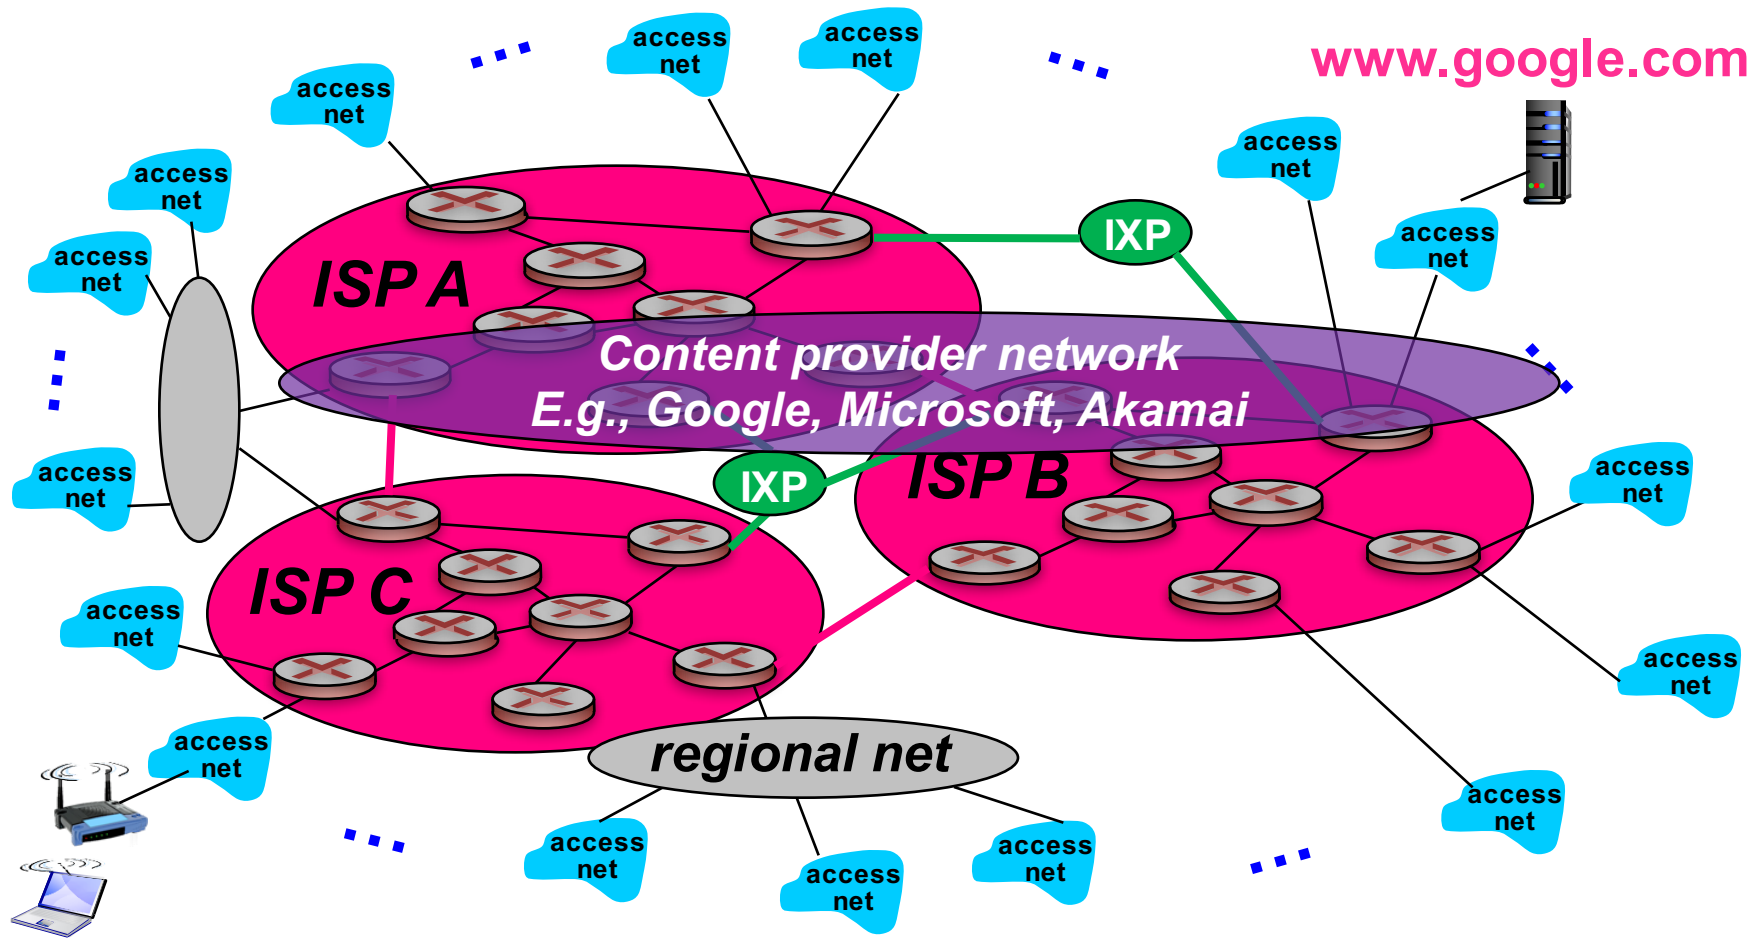 access
net
access
net
www.google.com
access
net
access
net
access
net
access
net
IXP
access
net
access
net
ISP A
Content provider network
E.g., Google, Microsoft, Akamai
access
net
IXP
ISP B
access
net
ISP C
access
net
access
net
access
net
regional net
access
net
access
net
access
net
access
net